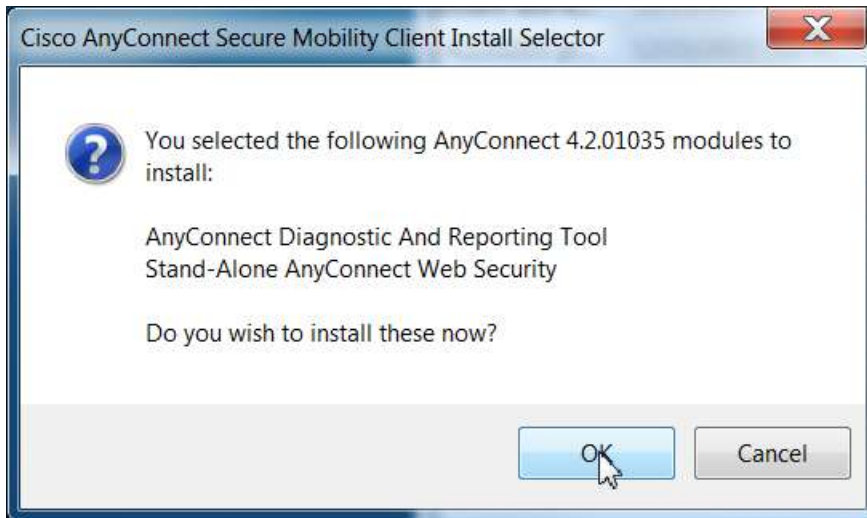 Cisco AnyConnect Secure Mobility Client Install Selector
You selected the following AnyConnect 4.2.01035 modules to
install:
AnyConnect Diagnostic And Reporting Tool
Stand-Alone AnyConnect Web Security
Do you wish to install these now?
OK
Cancel